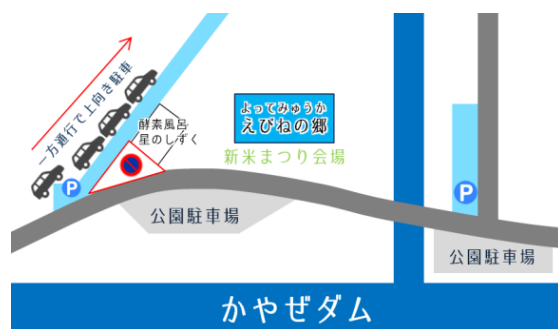 一方通行で上向き駐車
酵素風呂
星のしずく
よってみゅうか
えびねの郷
新米まつり会場
P
P
公園駐車場
公園駐車場
かやぜダム